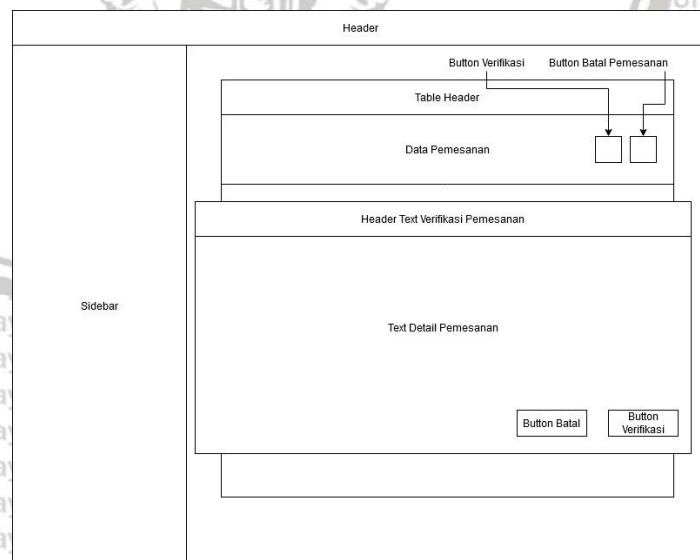 Header
Button Verifikasi
Button Batal Pemesanan
Table Header
Data Pemesanan
Header Text Verifikasi Pemesanan
Sidebar
Text Detail Pemesanan
Button Batal
Button
Verifikasi